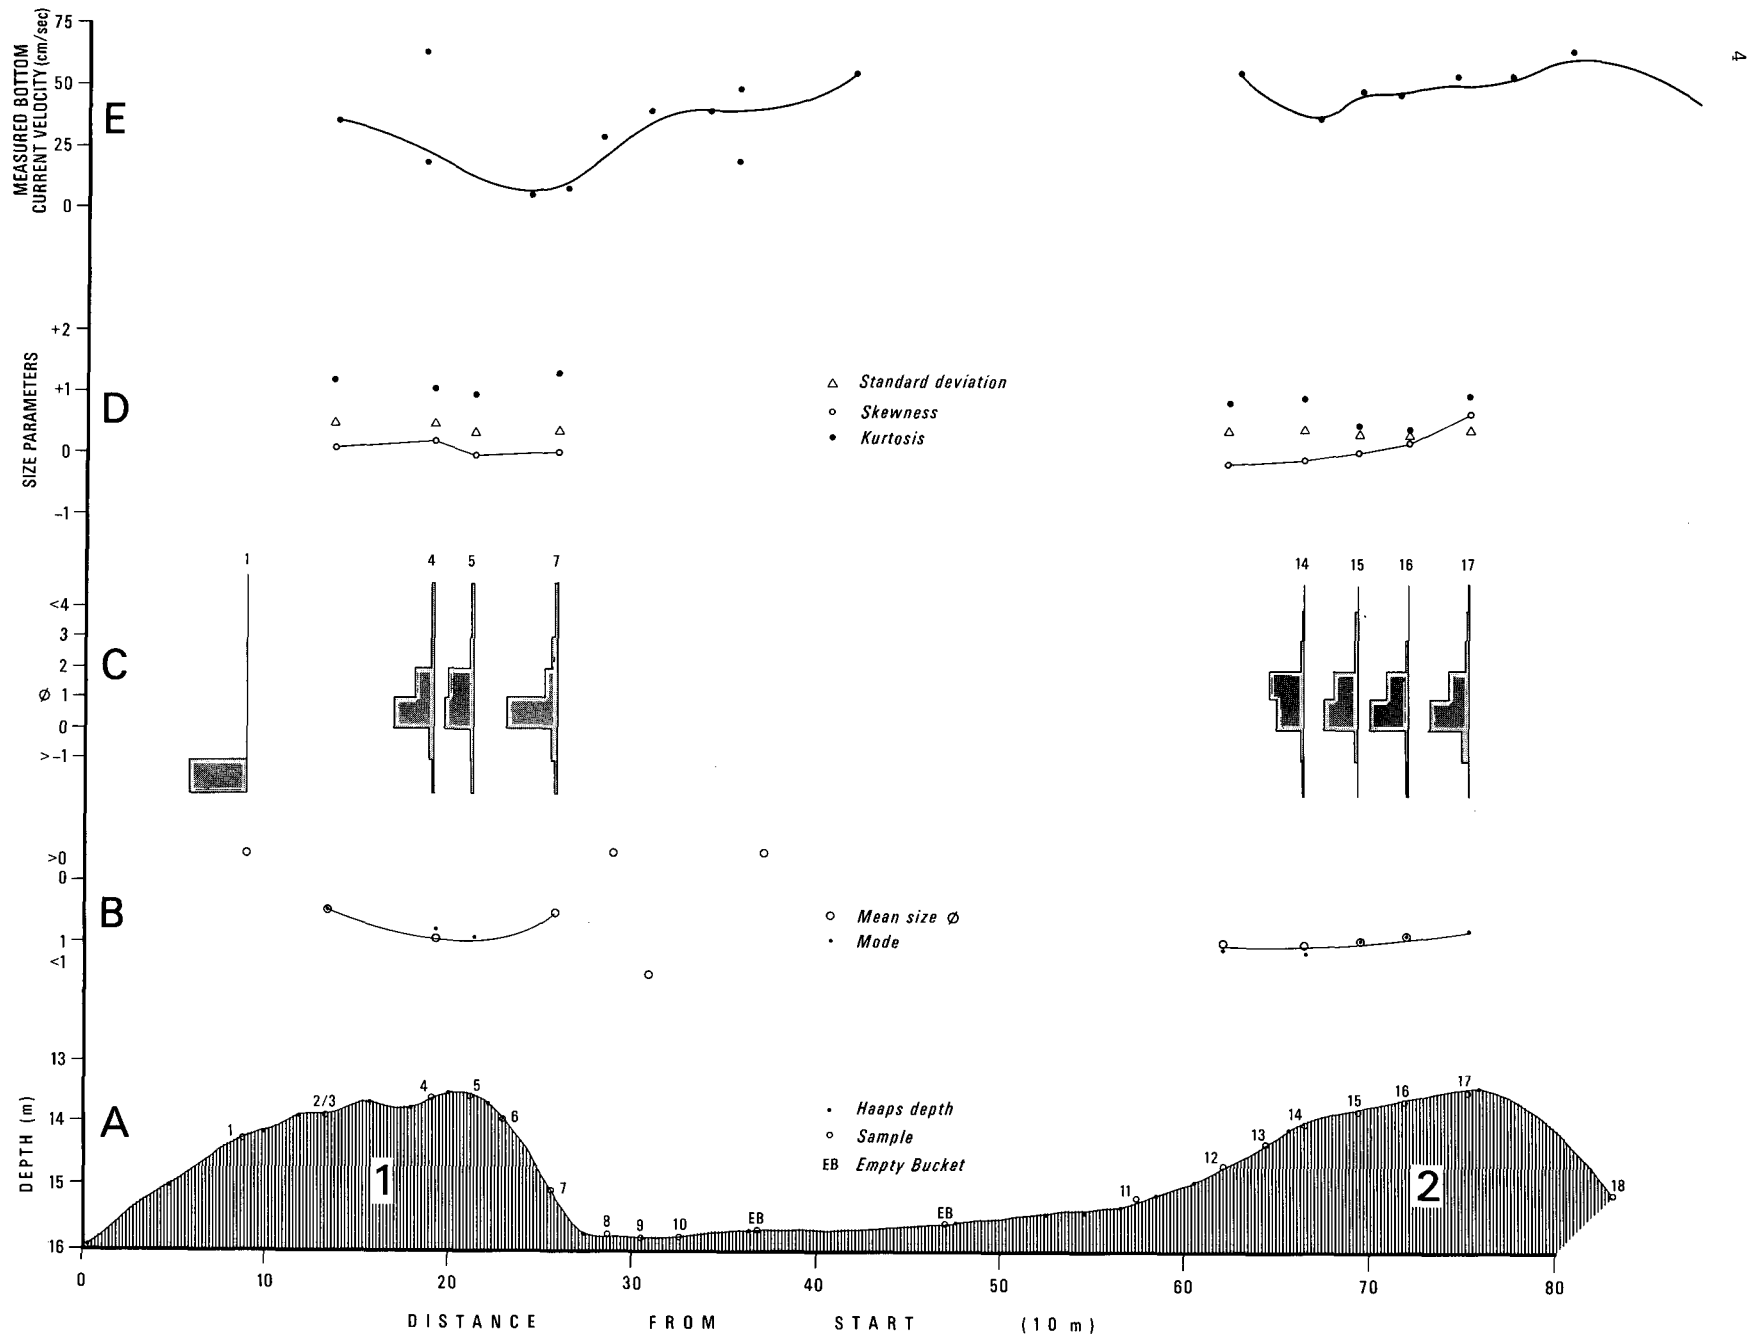 4
75
50
25
0
MEASURED BOTTOM
CURRENT VELOCITY (cm/sec)
E
+2
+1
0
-1
SIZE PARAMETERS
D
Standard deviation
Skewness
Kurtosis
1 4 5 7 14 15 16 17
<4
3
2
1
0
>-1
Ø
C
>0
0
1
<1
B
Mean size Ø
Mode
13
14
15
16
DEPTH (m)
A
Haaps depth
Sample
EB Empty Bucket
1 2/3 4 5 6 7 8 9 10 EB EB 11 12 13 14 15 16 17 18
1 2
0 10 20 30 40 50 60 70 80
DISTANCE FROM START (10 m)